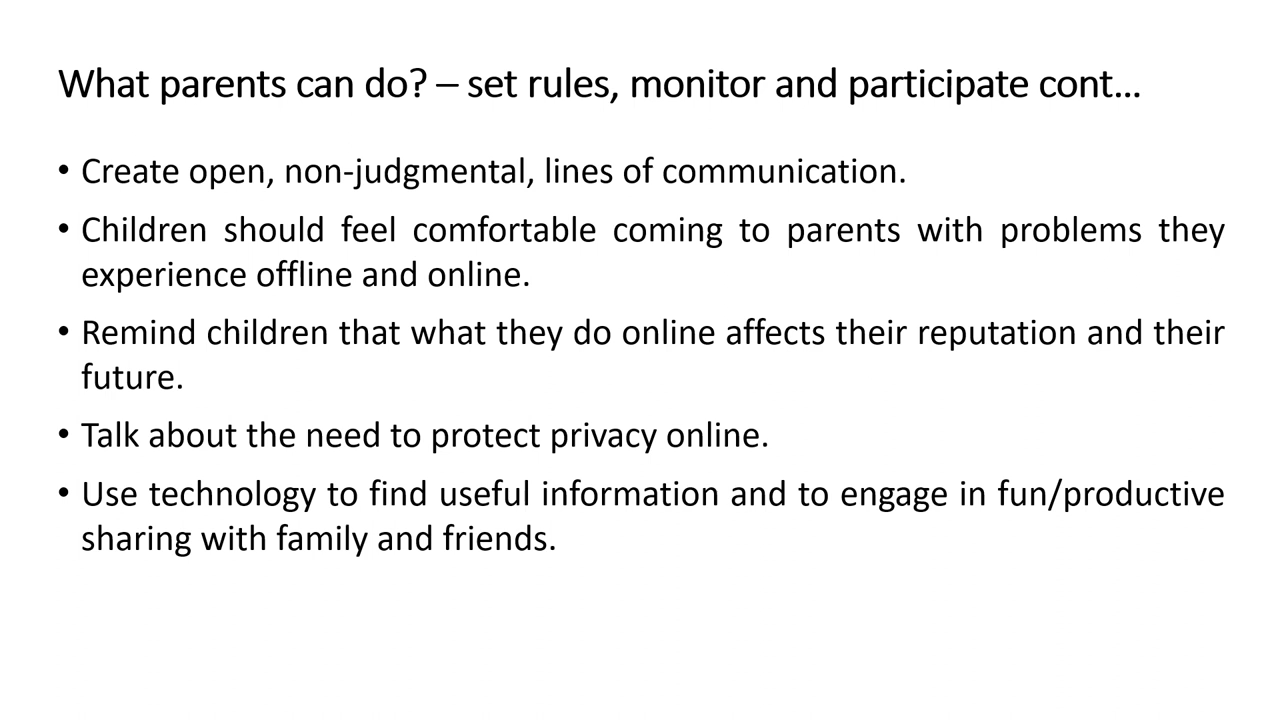 What parents can do? – set rules, monitor and participate cont...
• Create open, non-judgmental, lines of communication.
• Children should feel comfortable coming to parents with problems they
experience offline and online.
• Remind children that what they do online affects their reputation and their
future.
• Talk about the need to protect privacy online.
• Use technology to find useful information and to engage in fun/productive
sharing with family and friends.